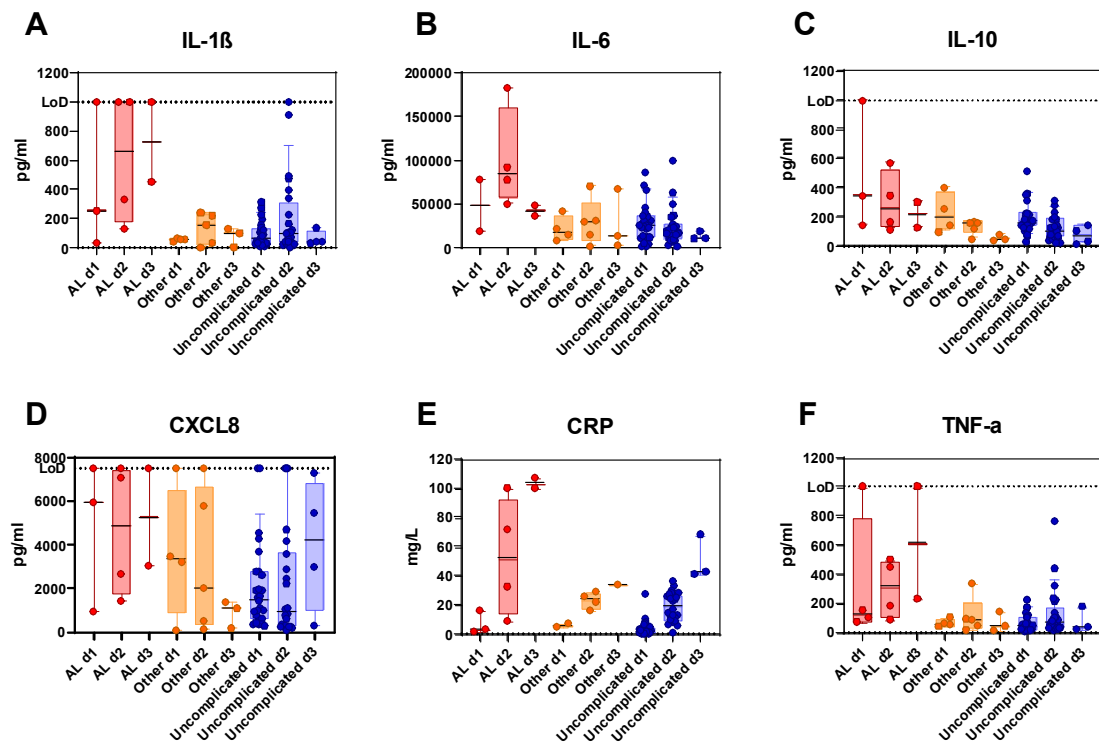 A
IL-1ß
1200
LoD
800
600
400
200
0
pg/ml
AL d1
AL d2
AL d3
Other d1
Other d2
Other d3
Uncomplicated d1
Uncomplicated d2
Uncomplicated d3
B
IL-6
200000
150000
100000
50000
0
pg/ml
AL d1
AL d2
AL d3
Other d1
Other d2
Other d3
Uncomplicated d1
Uncomplicated d2
Uncomplicated d3
C
IL-10
1200
LoD
800
600
400
200
0
pg/ml
AL d1
AL d2
AL d3
Other d1
Other d2
Other d3
Uncomplicated d1
Uncomplicated d2
Uncomplicated d3
D
CXCL8
8000
LoD
6000
4000
2000
0
pg/ml
AL d1
AL d2
AL d3
Other d1
Other d2
Other d3
Uncomplicated d1
Uncomplicated d2
Uncomplicated d3
E
CRP
120
100
80
60
40
20
0
mg/L
AL d1
AL d2
AL d3
Other d1
Other d2
Other d3
Uncomplicated d1
Uncomplicated d2
Uncomplicated d3
F
TNF-a
1200
LoD
800
600
400
200
0
pg/ml
AL d1
AL d2
AL d3
Other d1
Other d2
Other d3
Uncomplicated d1
Uncomplicated d2
Uncomplicated d3